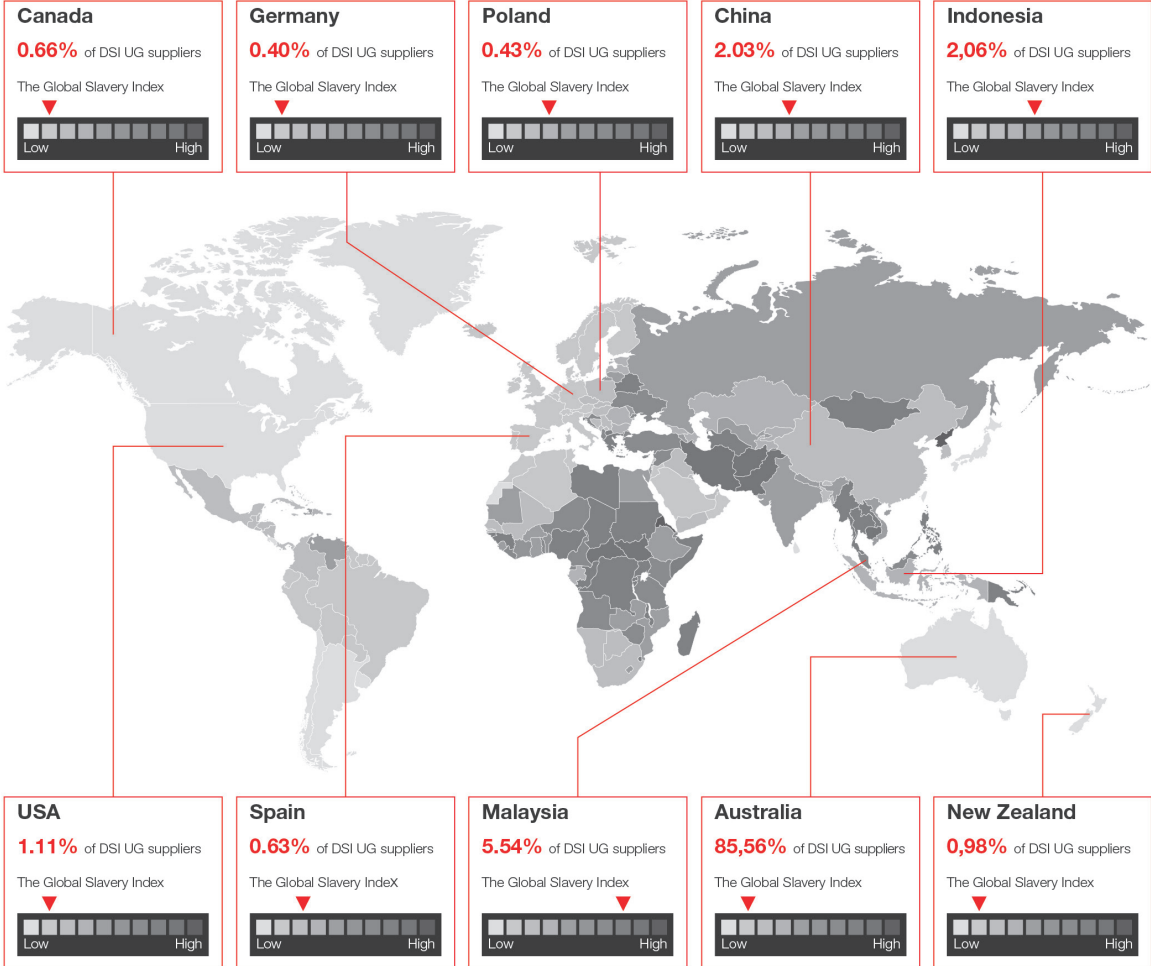 Canada
0.66% of DSI UG suppliers
The Global Slavery Index
Low High
Germany
0.40% of DSI UG suppliers
The Global Slavery Index
Low High
Poland
0.43% of DSI UG suppliers
The Global Slavery Index
Low High
China
2.03% of DSI UG suppliers
The Global Slavery Index
Low High
Indonesia
2,06% of DSI UG suppliers
The Global Slavery Index
Low High
USA
1.11% of DSI UG suppliers
The Global Slavery Index
Low High
Spain
0.63% of DSI UG suppliers
The Global Slavery IndeX
Low High
Malaysia
5.54% of DSI UG suppliers
The Global Slavery Index
Low High
Australia
85,56% of DSI UG suppliers
The Global Slavery Index
Low High
New Zealand
0,98% of DSI UG suppliers
The Global Slavery Index
Low High